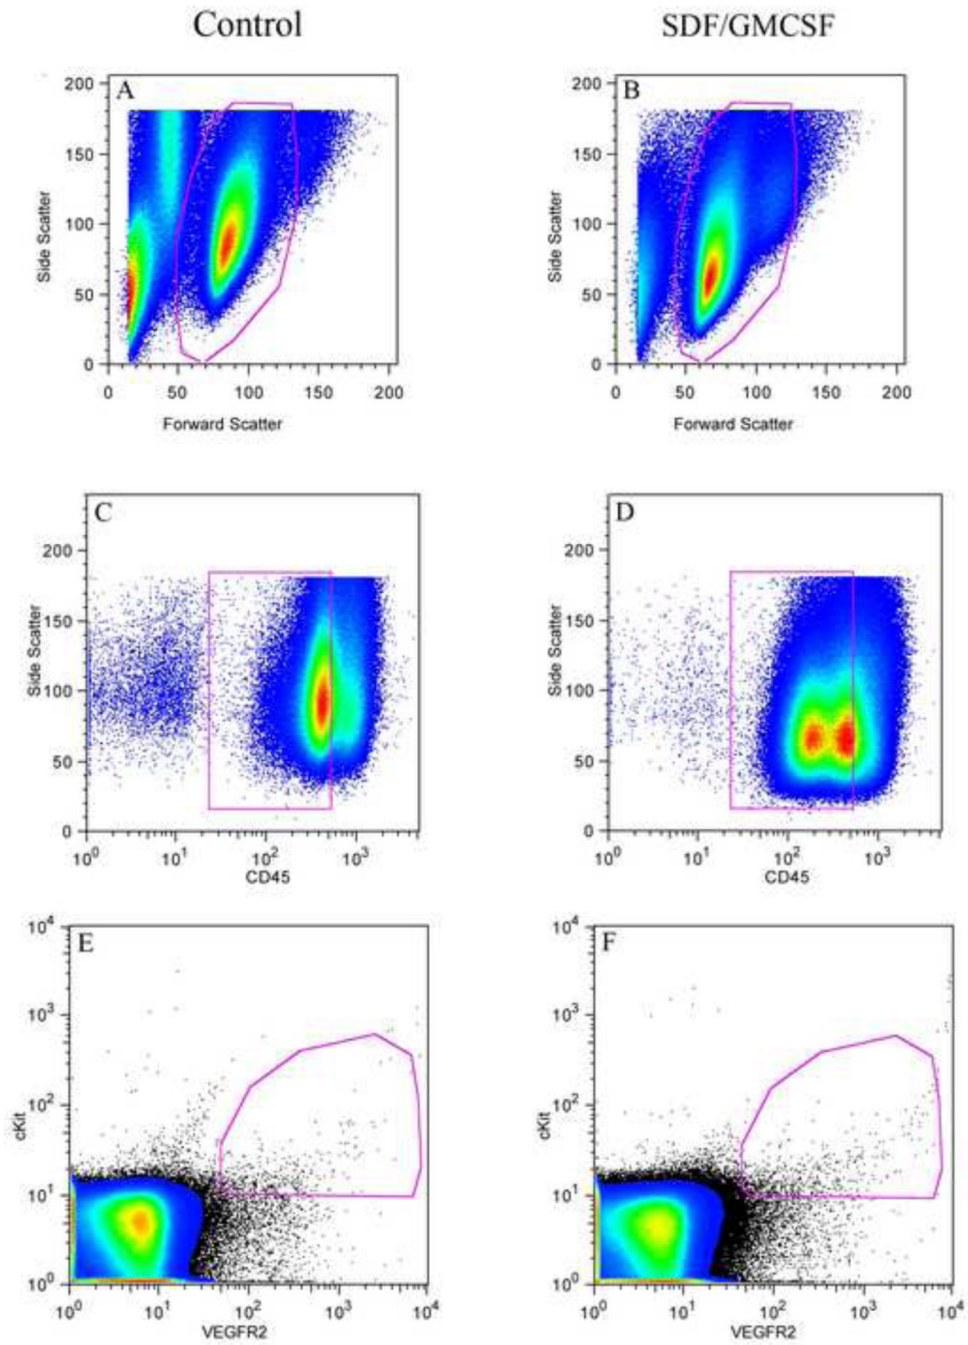 Control SDF/GMCSF
A B
200 200
150 150
100 100
50 50
0 0
Side Scatter Side Scatter
0 50 100 150 200 0 50 100 150 200
Forward Scatter Forward Scatter
C D
200 200
150 150
100 100
50 50
0 0
Side Scatter Side Scatter
10⁰ 10¹ 10² 10³ 10⁰ 10¹ 10² 10³
CD45 CD45
E F
10⁴ 10⁴
10³ 10³
10² 10²
10¹ 10¹
10⁰ 10⁰
cKit cKit
10⁰ 10¹ 10² 10³ 10⁴ 10⁰ 10¹ 10² 10³ 10⁴
VEGFR2 VEGFR2